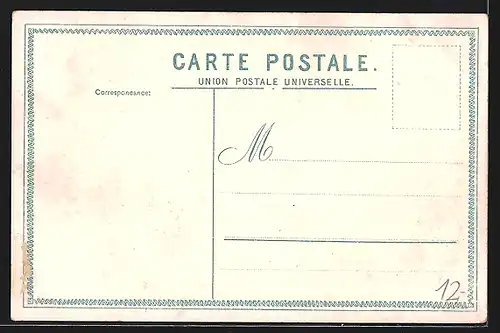 CARTE POSTALE.
UNION POSTALE UNIVERSELLE.
Correspondance:
M
12-